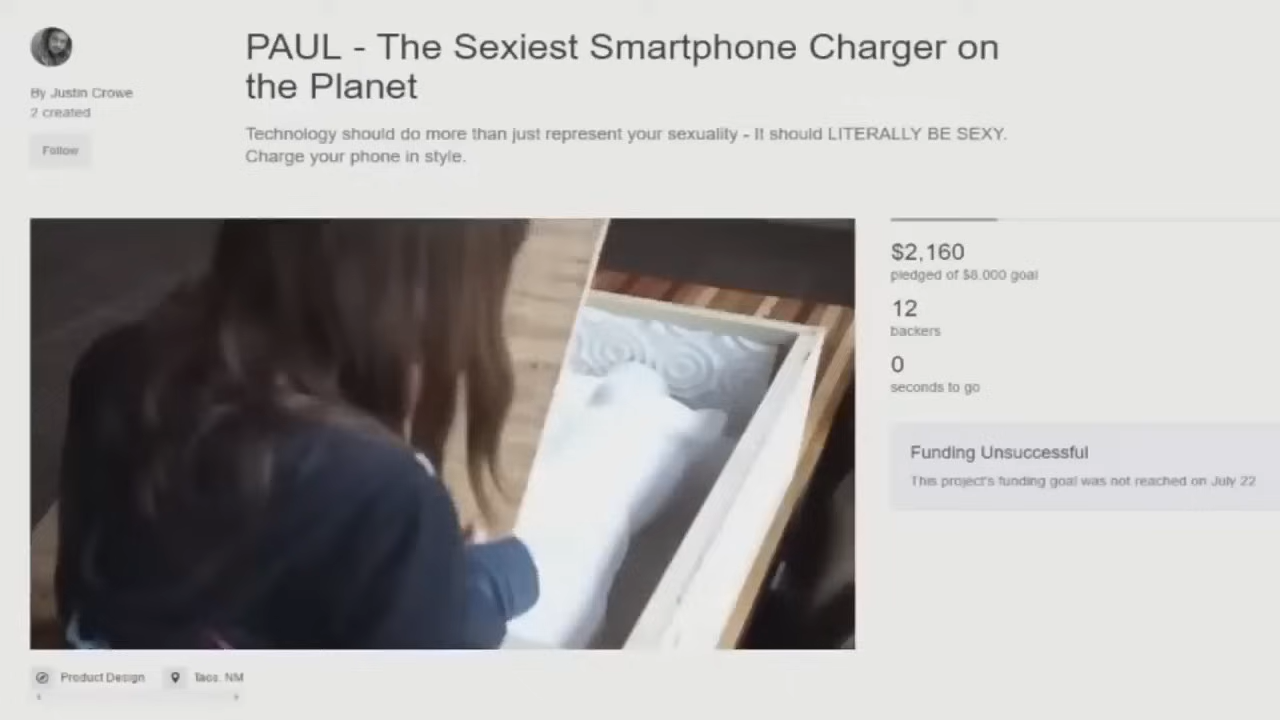 PAUL - The Sexiest Smartphone Charger on
the Planet
By Justin Crowe
2 created
Follow
Technology should do more than just represent your sexuality - it should LITERALLY BE SEXY.
Charge your phone in style.
$2,160
pledged of $8,000 goal
12
backers
0
seconds to go
Funding Unsuccessful
This project's funding goal was not reached on July 22
Product Design
Taos, NM